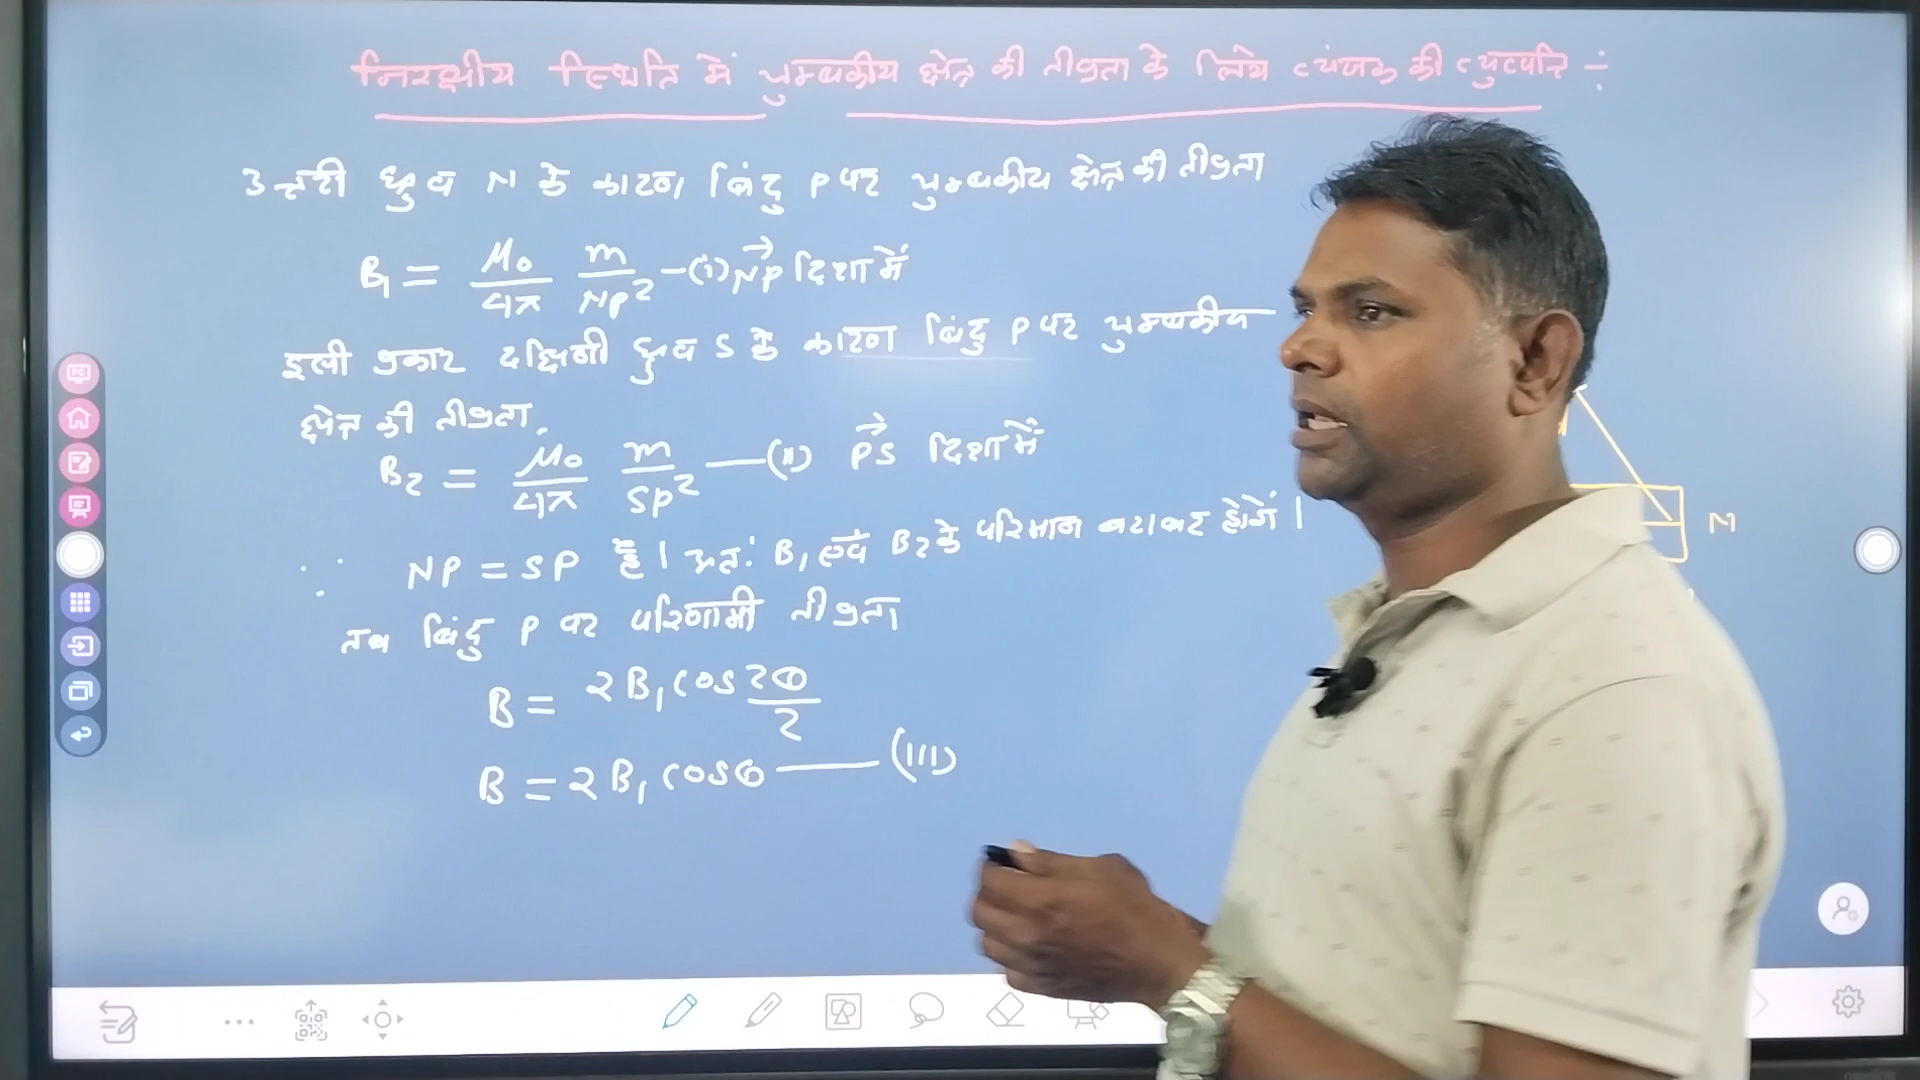 निरक्षीय स्थिति में चुम्बकीय क्षेत्र की तीव्रता के लिये व्यंजक की व्युत्पत्ति :-
उत्तरी ध्रुव N के कारण बिंदु P पर चुम्बकीय क्षेत्र की तीव्रता
B₁ = μ₀/4π m/NP² —(i) →NP दिशा में
इसी प्रकार दक्षिणी ध्रुव S के कारण बिंदु P पर चुम्बकीय
क्षेत्र की तीव्रता.
B₂ = μ₀/4π m/SP² —(ii) →PS दिशा में
∵ NP = SP है। अतः B₁ एवं B₂ के परिमाण बराबर होगें।
तब बिंदु P पर परिणामी तीव्रता
B = 2B₁ cos 2θ/2
B = 2B₁ cosθ —(iii)
N
PC